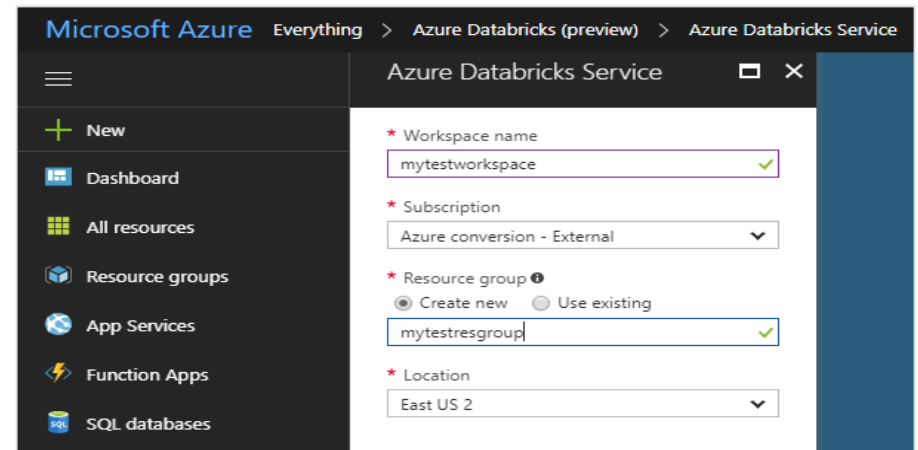 Microsoft Azure Everything > Azure Databricks (preview) > Azure Databricks Service
Azure Databricks Service
New
Dashboard
All resources
Resource groups
App Services
Function Apps
SQL databases
* Workspace name
mytestworkspace
* Subscription
Azure conversion - External
* Resource group
Create new Use existing
mytestresgroup
* Location
East US 2